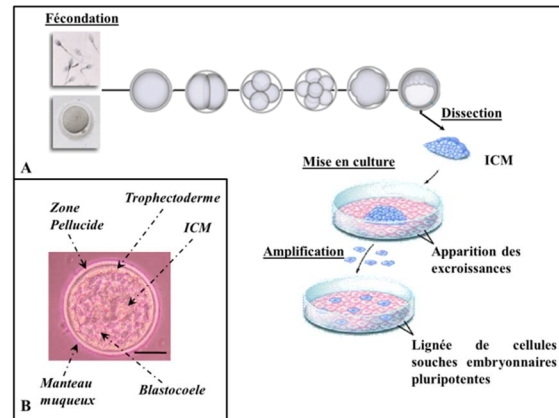 Fécondation
Dissection
ICM
Mise en culture
A
Amplification
Apparition des
excroissances
Lignée de cellules
souches embryonnaires
pluripotentes
Trophectoderme
Zone
Pellucide
ICM
Manteau
muqueux
Blastocoele
B